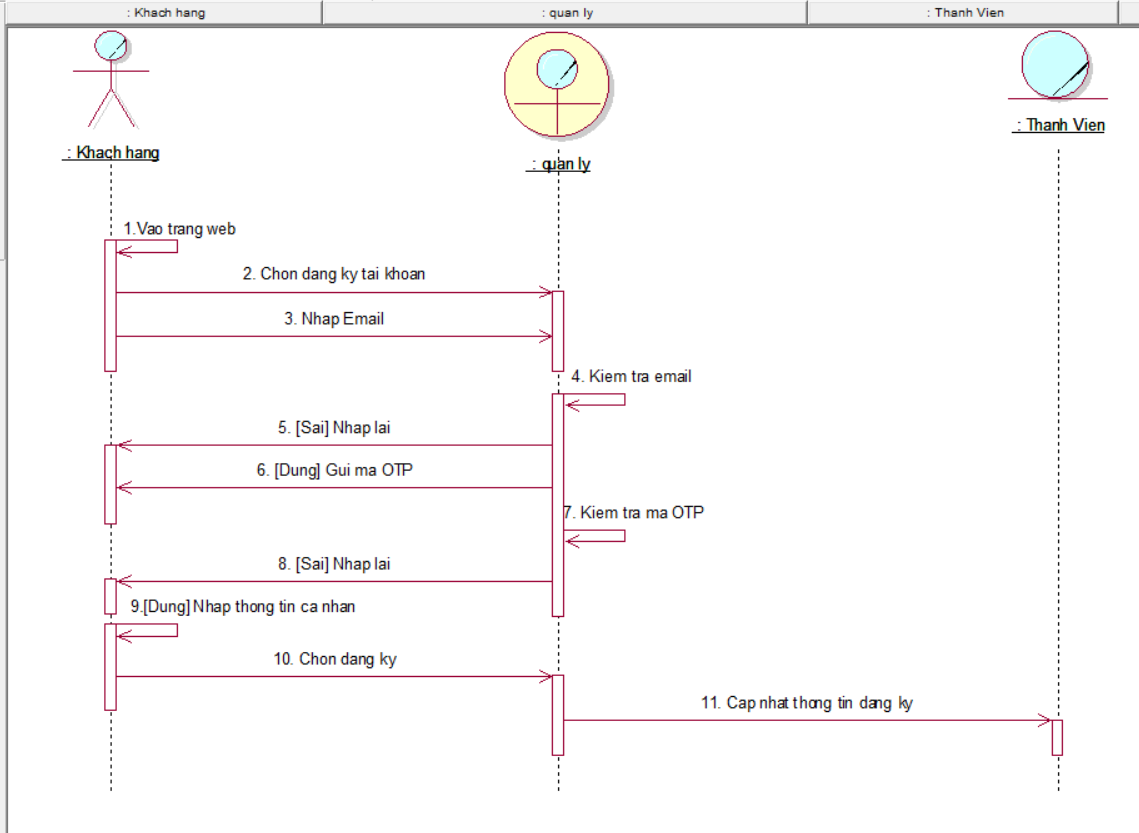 : Khach hang
: quan ly
: Thanh Vien
: Khach hang
: quan ly
: Thanh Vien
1.Vao trang web
2. Chon dang ky tai khoan
3. Nhap Email
4. Kiem tra email
5. [Sai] Nhap lai
6. [Dung] Gui ma OTP
7. Kiem tra ma OTP
8. [Sai] Nhap lai
9.[Dung] Nhap thong tin ca nhan
10. Chon dang ky
11. Cap nhat thong tin dang ky